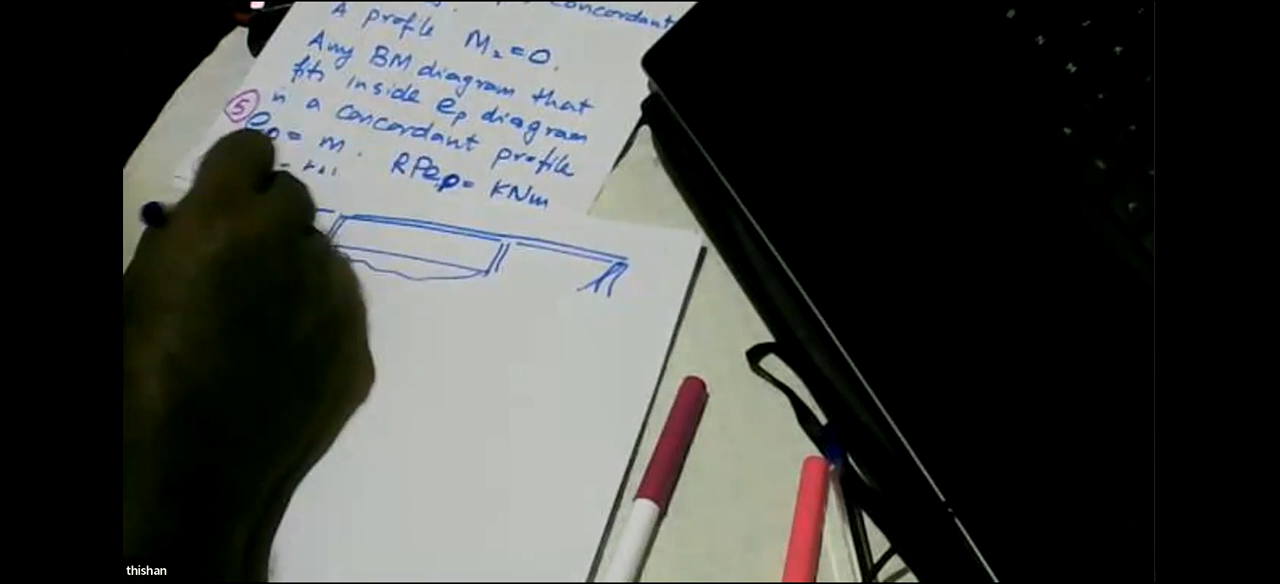 concordant
A profile M₂=0.
Any BM diagram that
fits inside eₚ diagram
is a concordant profile
⑤
= m. RPeₚ= KNm
thishan